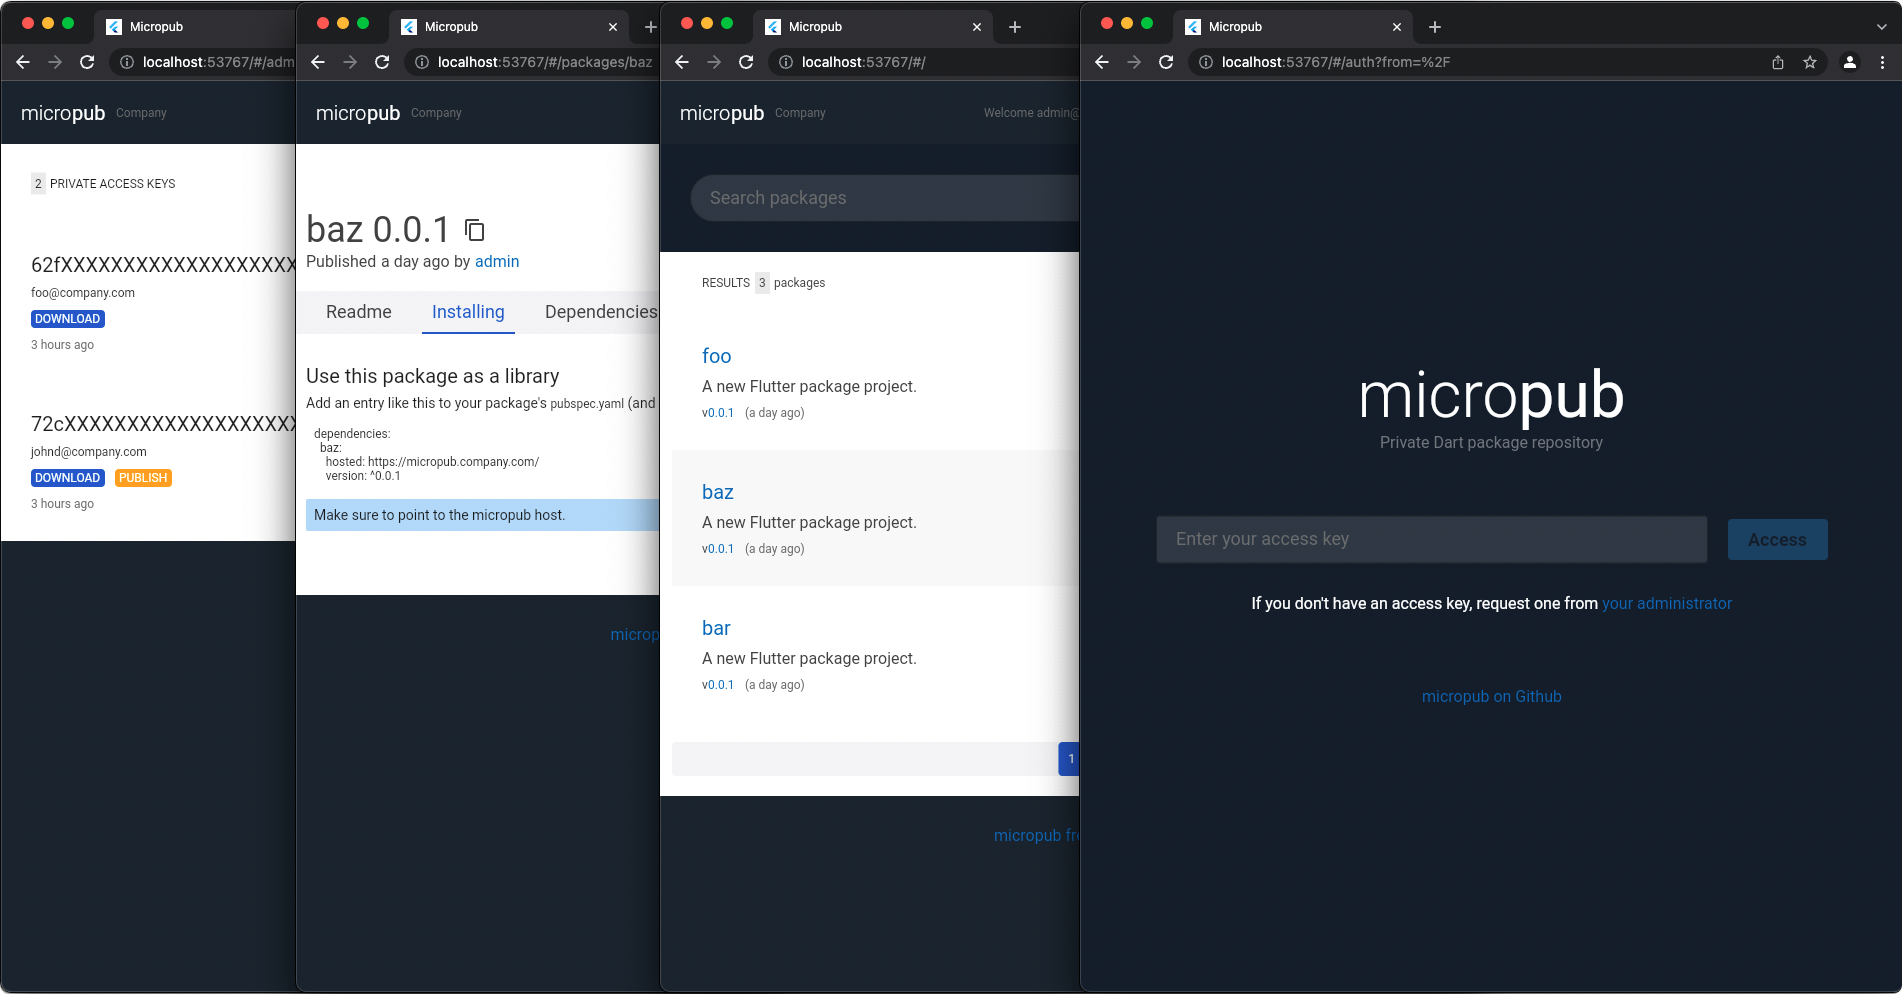 Micropub
localhost:53767/#/adm
micropub Company
2 PRIVATE ACCESS KEYS
62fXXXXXXXXXXXXXXXXXXX
foo@company.com
DOWNLOAD
3 hours ago
72cXXXXXXXXXXXXXXXXXXX
johnd@company.com
DOWNLOAD PUBLISH
3 hours ago
Micropub
localhost:53767/#/packages/baz
micropub Company
baz 0.0.1
Published a day ago by admin
Readme Installing Dependencies
Use this package as a library
Add an entry like this to your package's pubspec.yaml (and
dependencies:
baz:
hosted: https://micropub.company.com/
version: ^0.0.1
Make sure to point to the micropub host.
microp
Micropub
localhost:53767/#/
micropub Company Welcome admin@
Search packages
RESULTS 3 packages
foo
A new Flutter package project.
v0.0.1 (a day ago)
baz
A new Flutter package project.
v0.0.1 (a day ago)
bar
A new Flutter package project.
v0.0.1 (a day ago)
1
micropub fr
Micropub
localhost:53767/#/auth?from=%2F
micropub
Private Dart package repository
Enter your access key Access
If you don't have an access key, request one from your administrator
micropub on Github